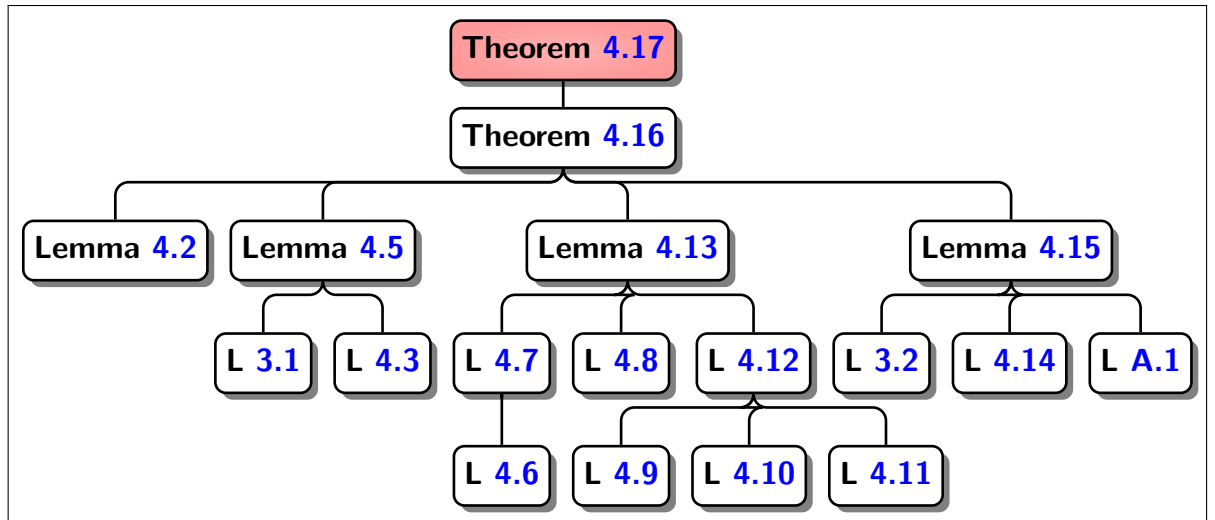 Theorem 4.17
Theorem 4.16
Lemma 4.2 Lemma 4.5 Lemma 4.13 Lemma 4.15
L 3.1 L 4.3 L 4.7 L 4.8 L 4.12 L 3.2 L 4.14 L A.1
L 4.6 L 4.9 L 4.10 L 4.11